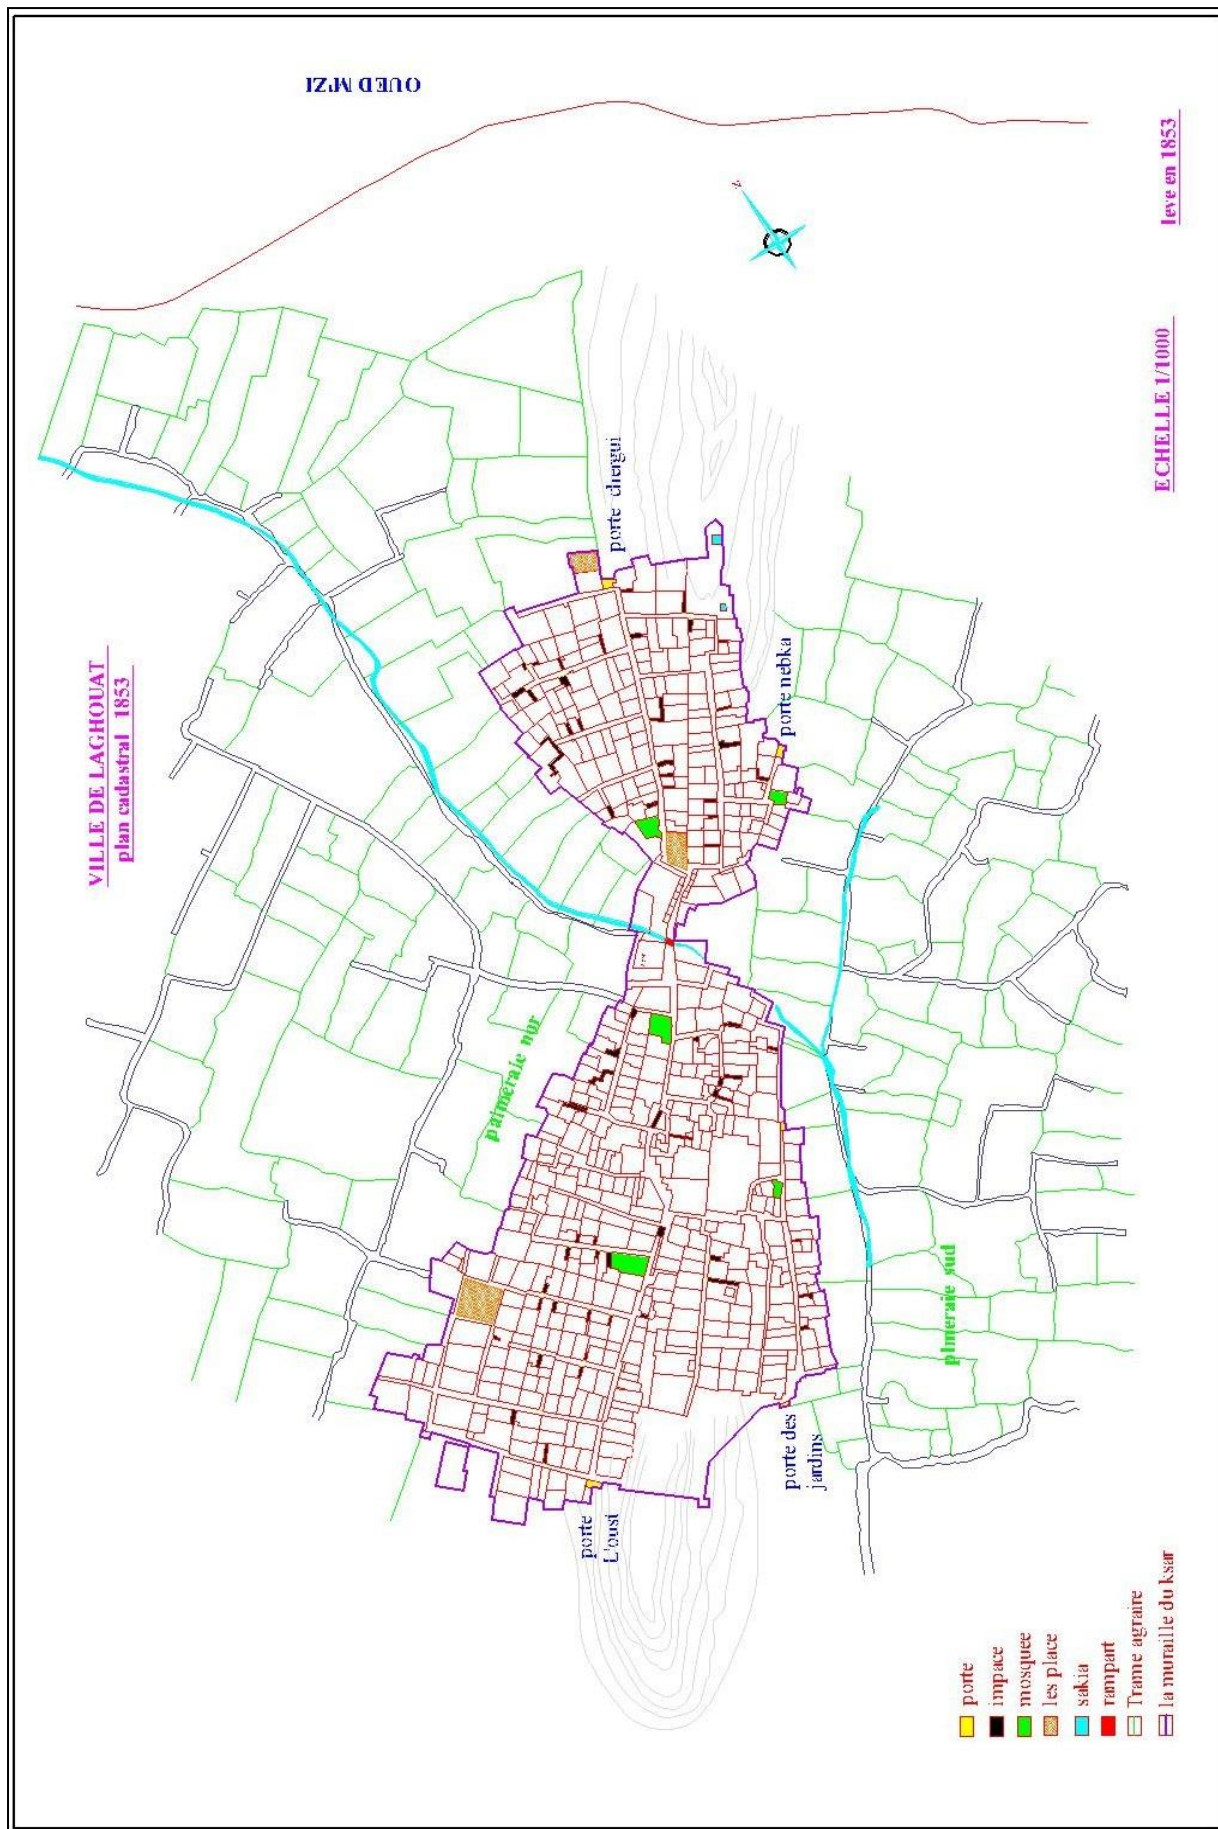 VILLE DE LAGHOUAT
plan cadastral 1853
OUED M'ZI
palmeraie nor
porte chergui
porte nebka
porte
L'oust
porte des
jardins
plmeraie sud
N
porte
impace
mosquee
les place
sakia
rampart
Trame agraire
la muraille du ksar
ECHELLE 1/1000
leve en 1853